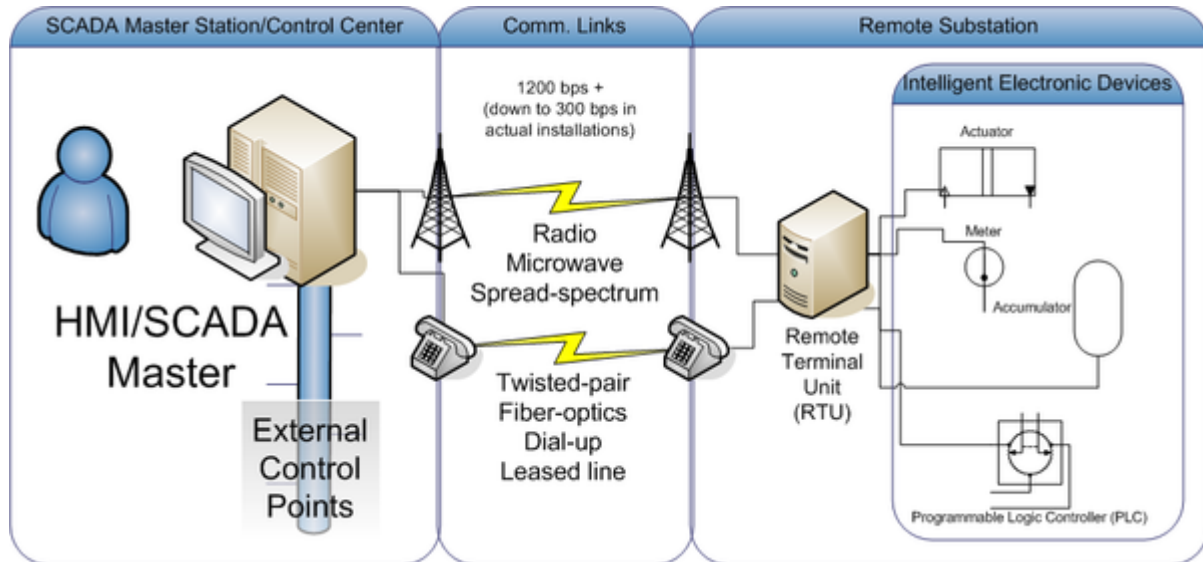 SCADA Master Station/Control Center
HMI/SCADA
Master
External
Control
Points
Comm. Links
1200 bps +
(down to 300 bps in
actual installations)
Radio
Microwave
Spread-spectrum
Twisted-pair
Fiber-optics
Dial-up
Leased line
Remote Substation
Remote
Terminal
Unit
(RTU)
Intelligent Electronic Devices
Actuator
Meter
Accumulator
Programmable Logic Controller (PLC)